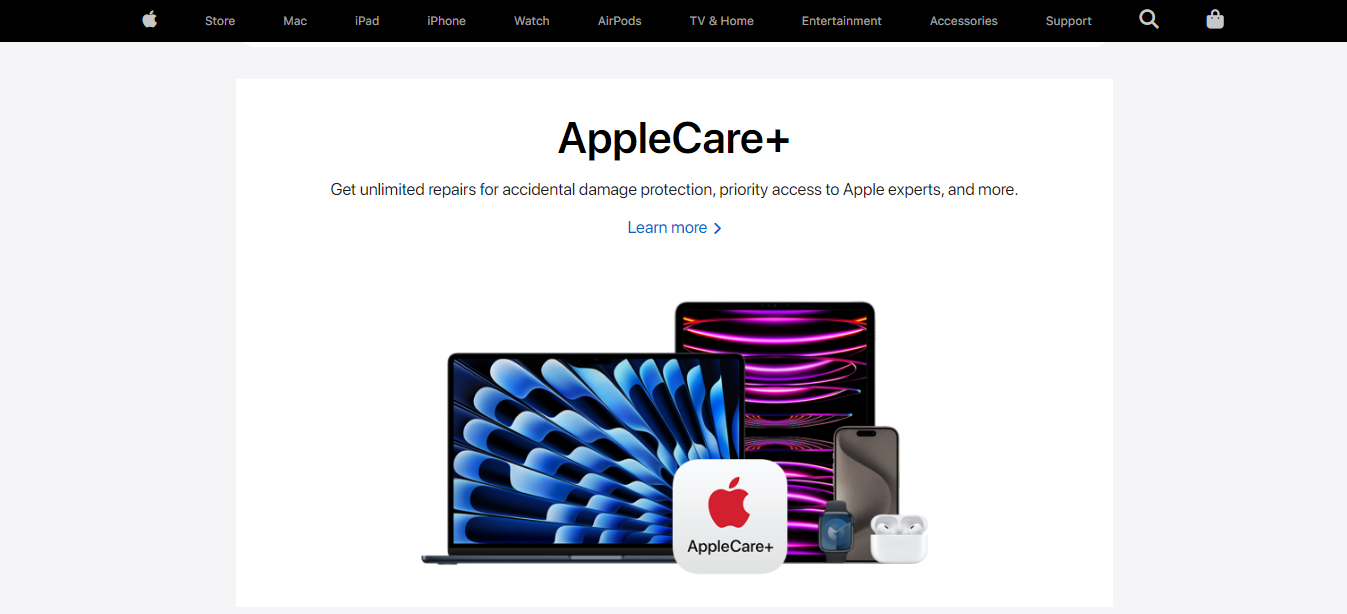 Store Mac iPad iPhone Watch AirPods TV & Home Entertainment Accessories Support
AppleCare+
Get unlimited repairs for accidental damage protection, priority access to Apple experts, and more.
Learn more
AppleCare+